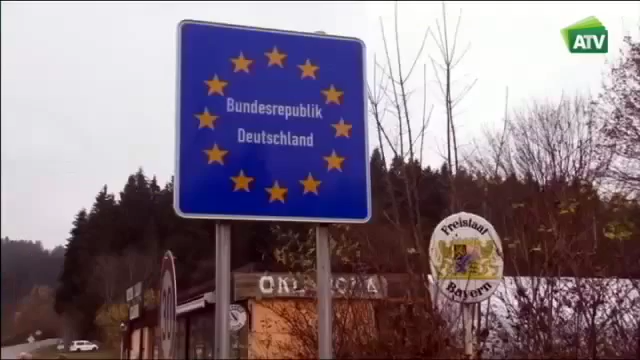 ATV
Bundesrepublik
Deutschland
Freistaat
Bayern